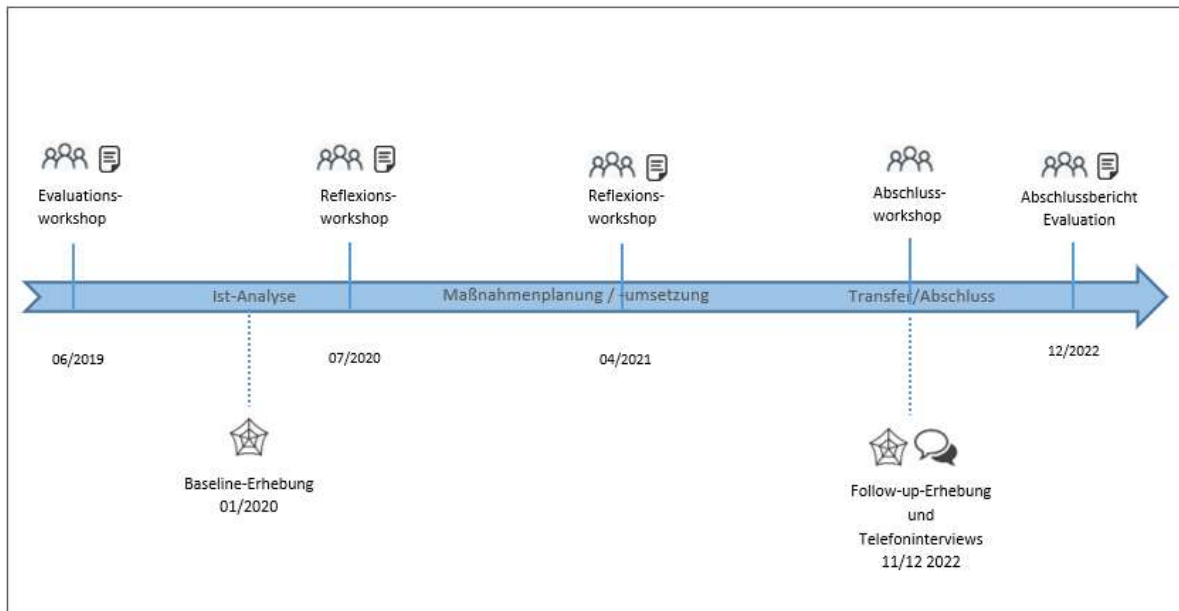 Evaluations-
workshop
Reflexions-
workshop
Reflexions-
workshop
Abschluss-
workshop
Abschlussbericht
Evaluation
Ist-Analyse
Maßnahmenplanung / -umsetzung
Transfer/Abschluss
06/2019
07/2020
04/2021
12/2022
Baseline-Erhebung
01/2020
Follow-up-Erhebung
und
Telefoninterviews
11/12 2022